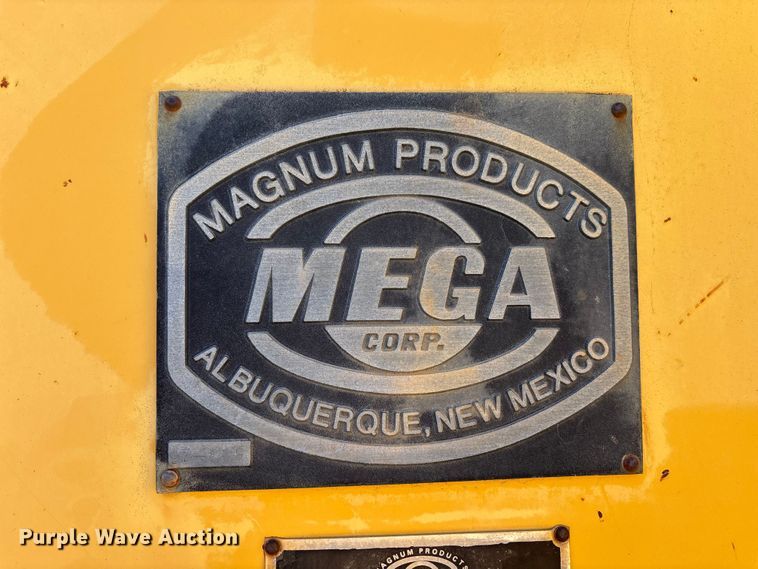 MAGNUM PRODUCTS
MEGA
CORP.
ALBUQUERQUE, NEW MEXICO
Purple Wave Auction
MAGNUM PRODUCTS